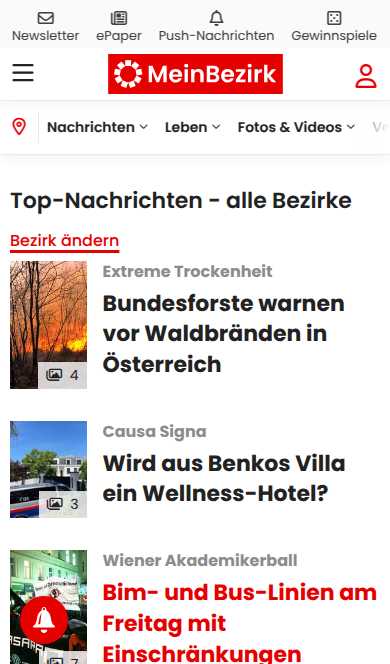 Newsletter ePaper Push-Nachrichten Gewinnspiele
MeinBezirk
Nachrichten Leben Fotos & Videos
Top-Nachrichten - alle Bezirke
Bezirk ändern
Extreme Trockenheit
Bundesforste warnen
vor Waldbränden in
Österreich
4
Causa Signa
Wird aus Benkos Villa
ein Wellness-Hotel?
3
Wiener Akademikerball
Bim- und Bus-Linien am
Freitag mit
Einschränkungen
7